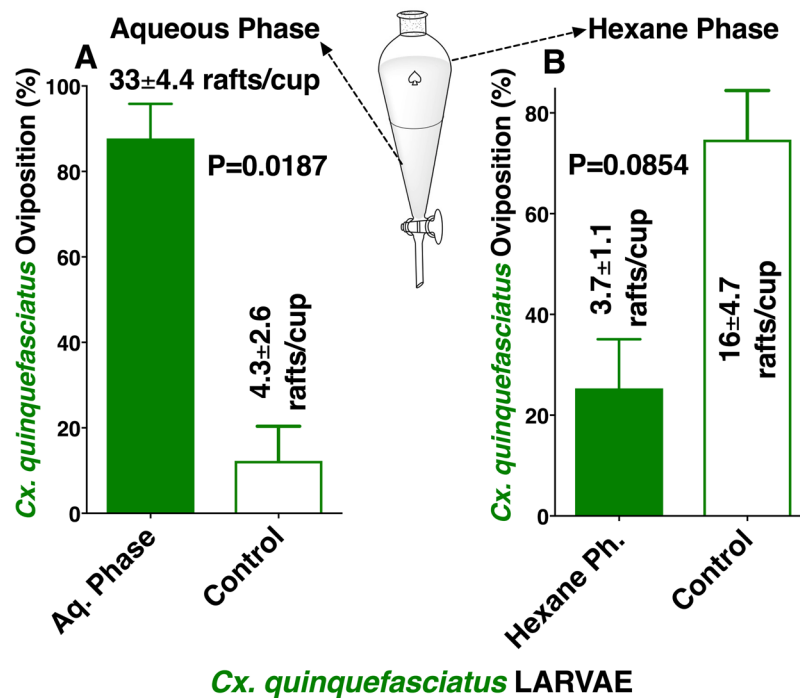 Aqueous Phase
Hexane Phase
A
33±4.4 rafts/cup
P=0.0187
4.3±2.6
rafts/cup
Cx. quinquefasciatus Oviposition (%)
100
80
60
40
20
0
Aq. Phase
Control
B
P=0.0854
3.7±1.1
rafts/cup
16±4.7
rafts/cup
Cx. quinquefasciatus Oviposition (%)
80
60
40
20
0
Hexane Ph.
Control
Cx. quinquefasciatus LARVAE